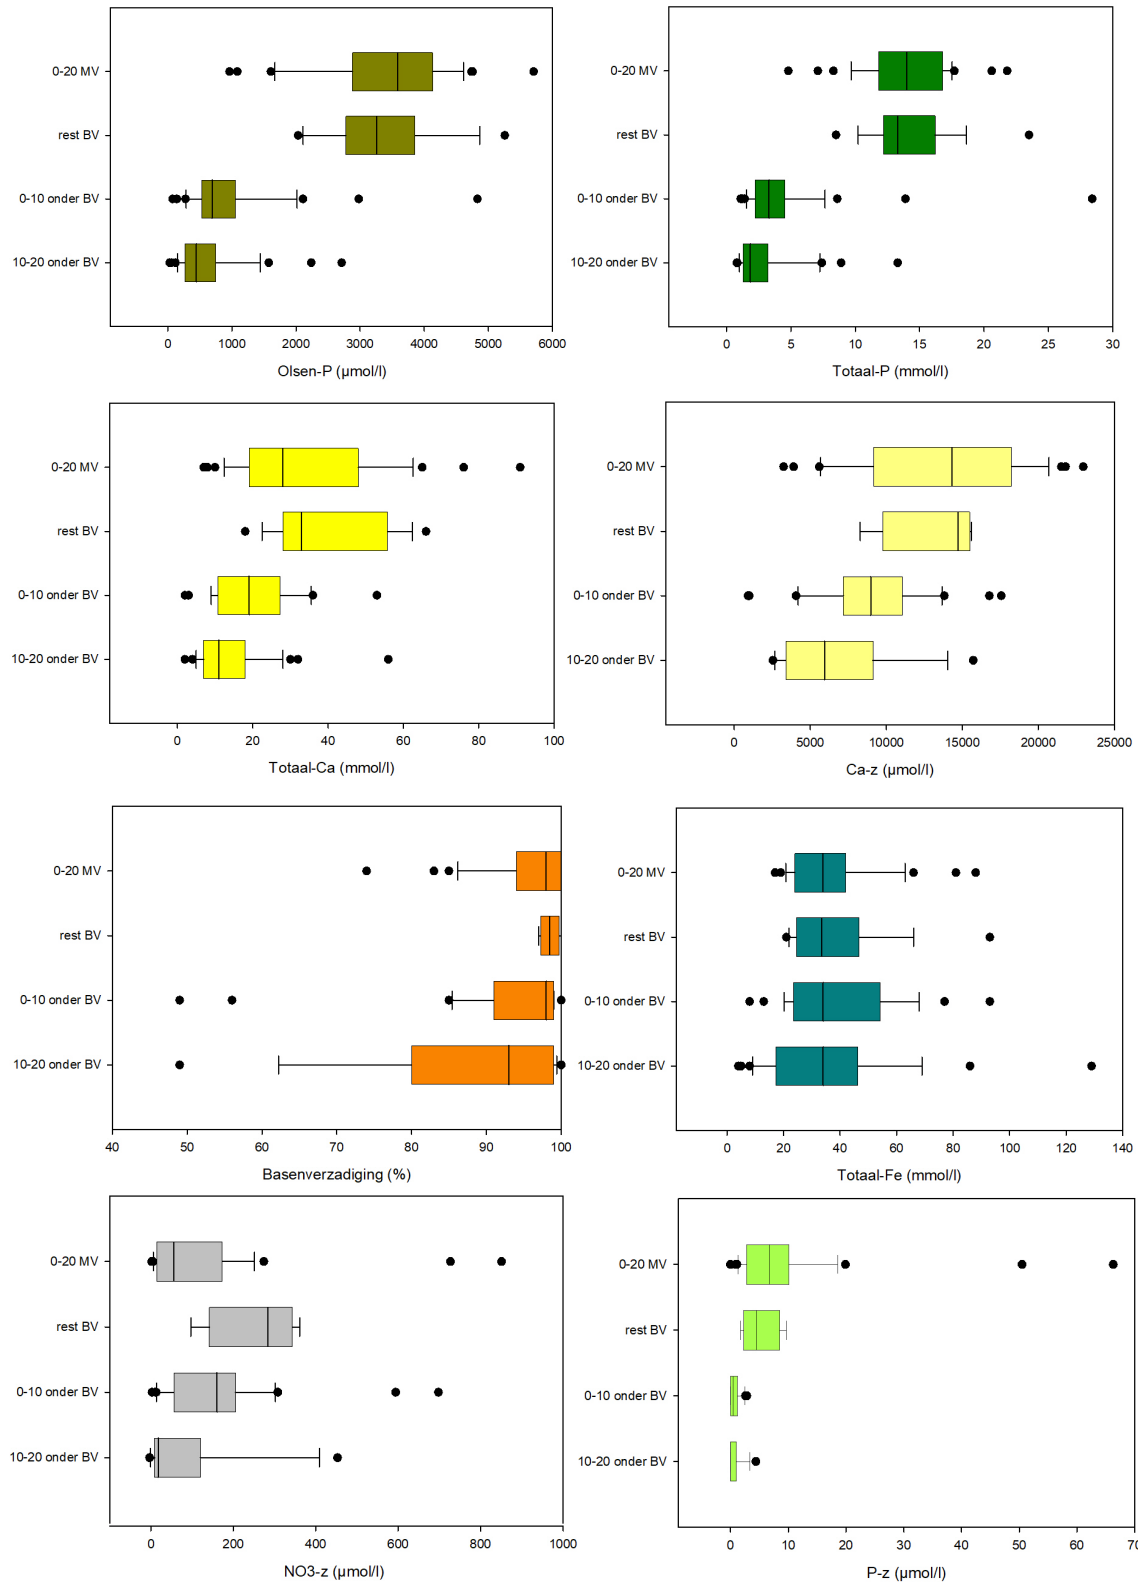 0-20 MV
rest BV
0-10 onder BV
10-20 onder BV
0 1000 2000 3000 4000 5000 6000
Olsen-P (µmol/l)
0-20 MV
rest BV
0-10 onder BV
10-20 onder BV
0 5 10 15 20 25 30
Totaal-P (mmol/l)
0-20 MV
rest BV
0-10 onder BV
10-20 onder BV
0 20 40 60 80 100
Totaal-Ca (mmol/l)
0-20 MV
rest BV
0-10 onder BV
10-20 onder BV
0 5000 10000 15000 20000 25000
Ca-z (µmol/l)
0-20 MV
rest BV
0-10 onder BV
10-20 onder BV
40 50 60 70 80 90 100
Basenverzadiging (%)
0-20 MV
rest BV
0-10 onder BV
10-20 onder BV
0 20 40 60 80 100 120 140
Totaal-Fe (mmol/l)
0-20 MV
rest BV
0-10 onder BV
10-20 onder BV
0 200 400 600 800 1000
NO3-z (µmol/l)
0-20 MV
rest BV
0-10 onder BV
10-20 onder BV
0 10 20 30 40 50 60 70
P-z (µmol/l)